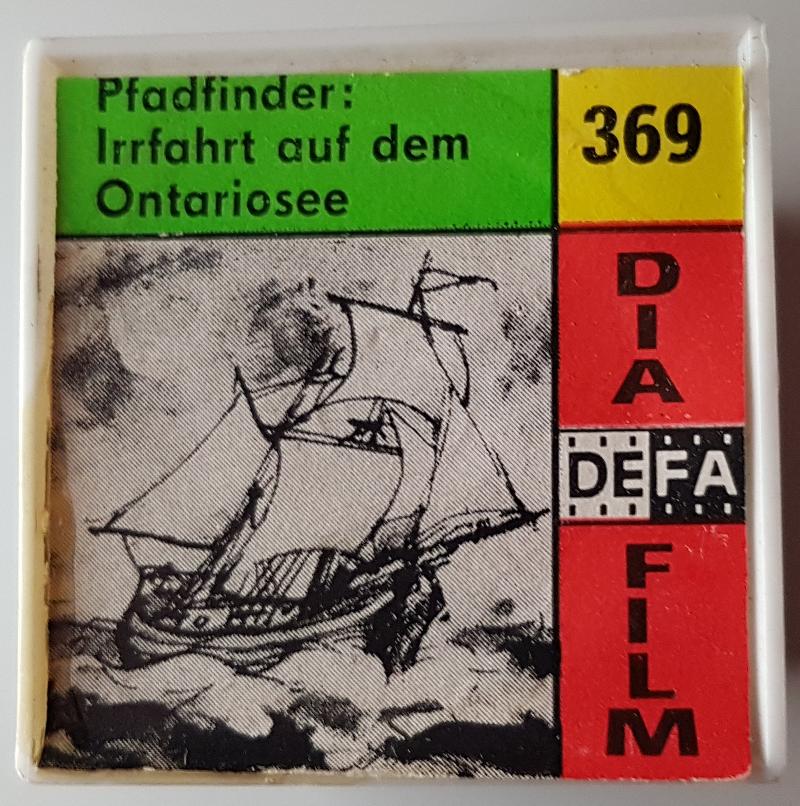 Pfadfinder:
Irrfahrt auf dem
Ontariosee
369
DIA
DEFA
FILM